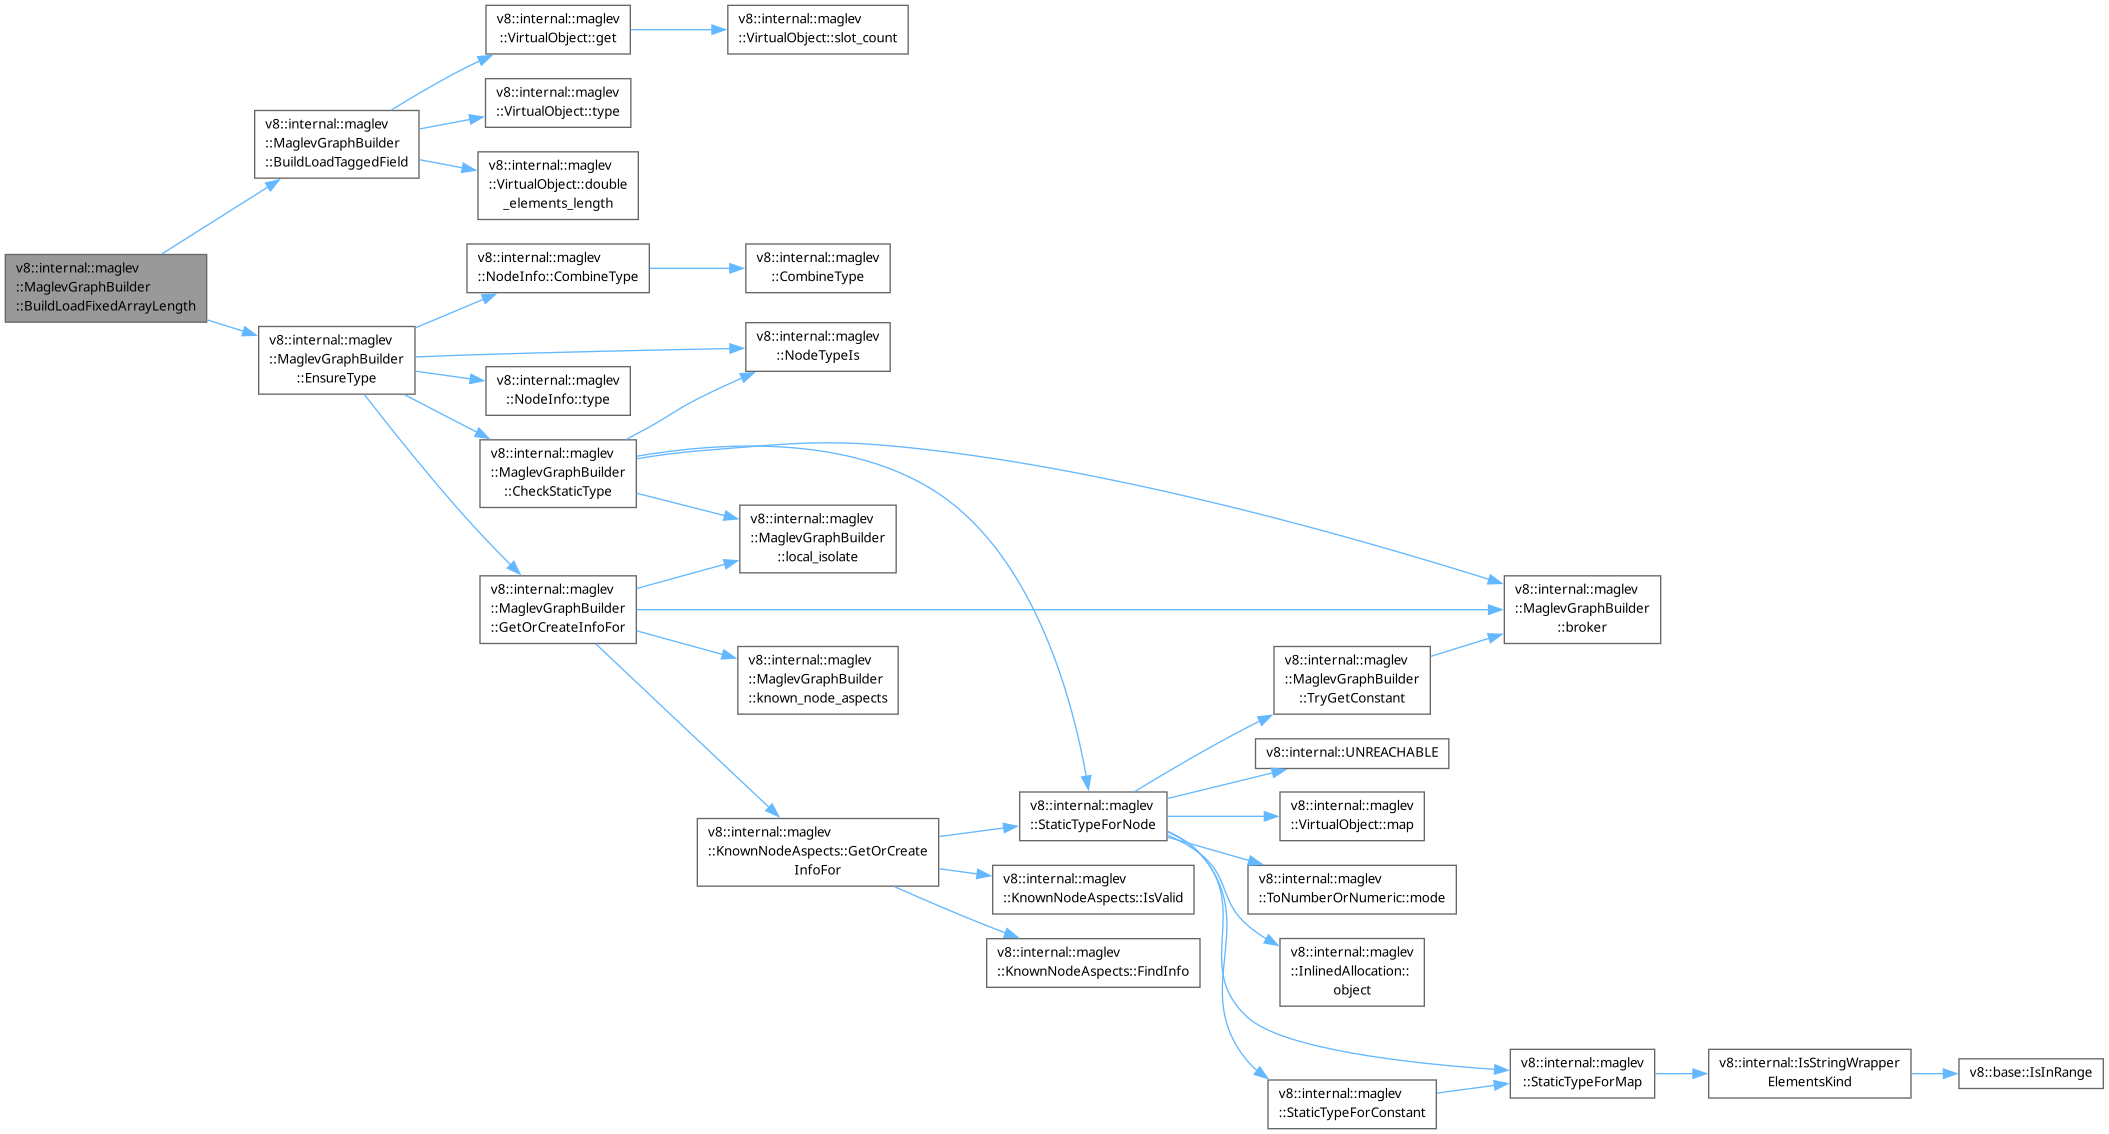 v8::internal::maglev
::MaglevGraphBuilder
::BuildLoadFixedArrayLength
v8::internal::maglev
::MaglevGraphBuilder
::BuildLoadTaggedField
v8::internal::maglev
::VirtualObject::get
v8::internal::maglev
::VirtualObject::slot_count
v8::internal::maglev
::VirtualObject::type
v8::internal::maglev
::VirtualObject::double
_elements_length
v8::internal::maglev
::MaglevGraphBuilder
::EnsureType
v8::internal::maglev
::NodeInfo::CombineType
v8::internal::maglev
::CombineType
v8::internal::maglev
::NodeTypeIs
v8::internal::maglev
::NodeInfo::type
v8::internal::maglev
::MaglevGraphBuilder
::CheckStaticType
v8::internal::maglev
::MaglevGraphBuilder
::local_isolate
v8::internal::maglev
::MaglevGraphBuilder
::GetOrCreateInfoFor
v8::internal::maglev
::MaglevGraphBuilder
::broker
v8::internal::maglev
::MaglevGraphBuilder
::known_node_aspects
v8::internal::maglev
::MaglevGraphBuilder
::TryGetConstant
v8::internal::UNREACHABLE
v8::internal::maglev
::StaticTypeForNode
v8::internal::maglev
::VirtualObject::map
v8::internal::maglev
::KnownNodeAspects::GetOrCreate
InfoFor
v8::internal::maglev
::KnownNodeAspects::IsValid
v8::internal::maglev
::ToNumberOrNumeric::mode
v8::internal::maglev
::KnownNodeAspects::FindInfo
v8::internal::maglev
::InlinedAllocation::
object
v8::internal::maglev
::StaticTypeForMap
v8::internal::IsStringWrapper
ElementsKind
v8::base::IsInRange
v8::internal::maglev
::StaticTypeForConstant